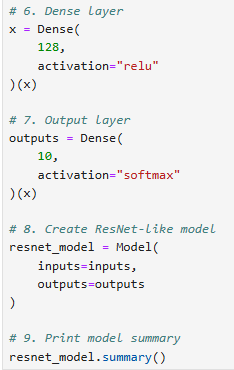 # 6. Dense layer
x = Dense(
    128,
    activation="relu"
)(x)

# 7. Output layer
outputs = Dense(
    10,
    activation="softmax"
)(x)

# 8. Create ResNet-like model
resnet_model = Model(
    inputs=inputs,
    outputs=outputs
)

# 9. Print model summary
resnet_model.summary()